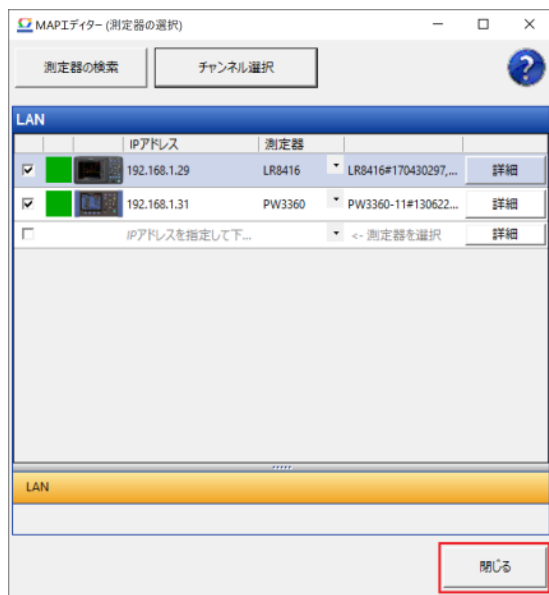 MAPエディター (測定器の選択)
測定器の検索 チャンネル選択
LAN
IPアドレス 測定器
192.168.1.29 LR8416 LR8416#170430297,... 詳細
192.168.1.31 PW3360 PW3360-11#130622... 詳細
IPアドレスを指定して下... <- 測定器を選択 詳細
LAN
閉じる